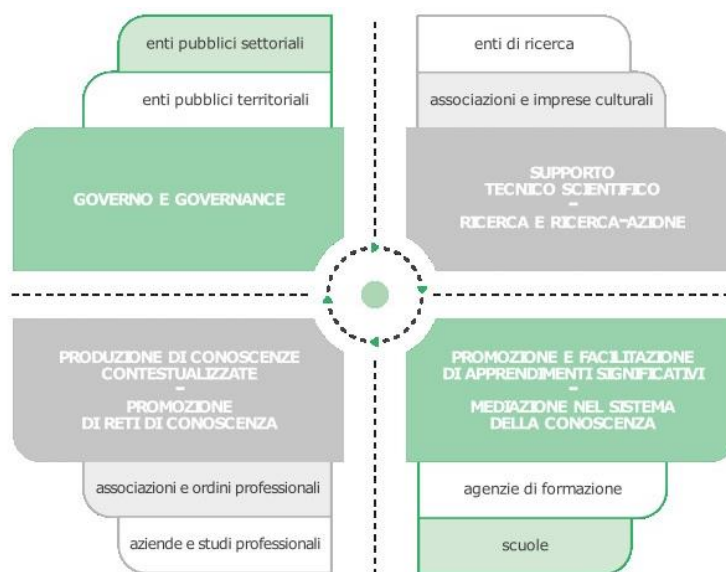 enti pubblici settoriali
enti pubblici territoriali
GOVERNO E GOVERNANCE
enti di ricerca
associazioni e imprese culturali
SUPPORTO
TECNICO SCIENTIFICO
–
RICERCA E RICERCA-AZIONE
PRODUZIONE DI CONOSCENZE
CONTESTUALIZZATE
–
PROMOZIONE
DI RETI DI CONOSCENZA
associazioni e ordini professionali
aziende e studi professionali
PROMOZIONE E FACILITAZIONE
DI APPRENDIMENTI SIGNIFICATIVI
–
MEDIAZIONE NEL SISTEMA
DELLA CONOSCENZA
agenzie di formazione
scuole